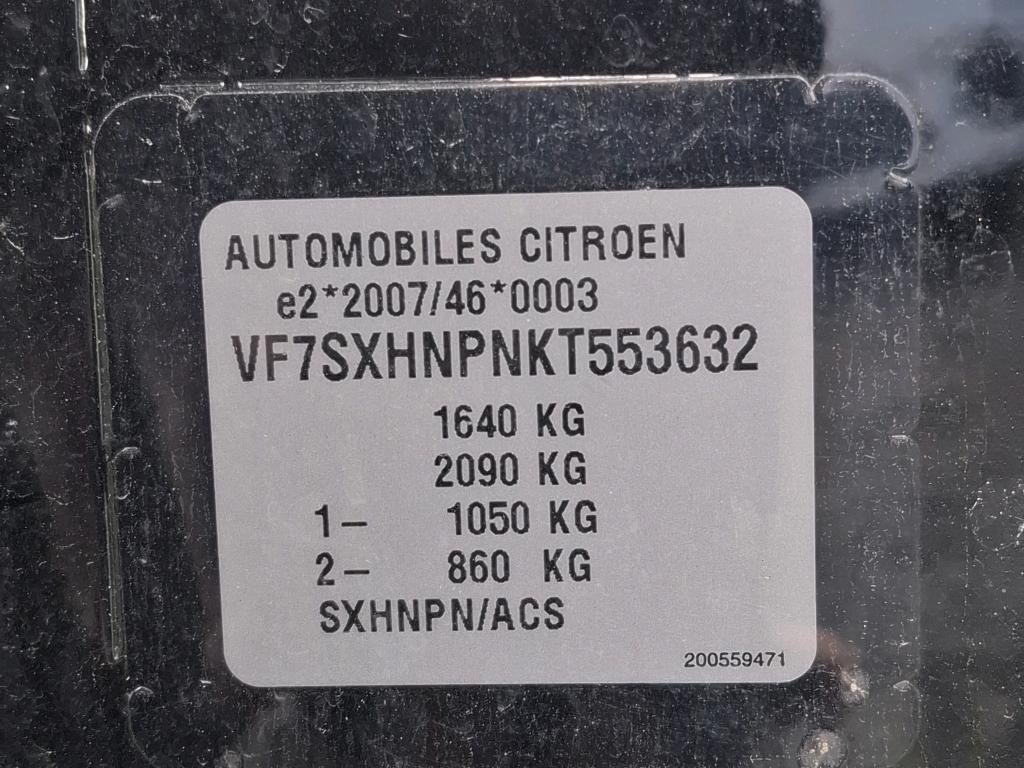 AUTOMOBILES CITROEN
e2*2007/46*0003
VF7SXHNPNKT553632
1640 KG
2090 KG
1- 1050 KG
2- 860 KG
SXHNPN/ACS
200559471